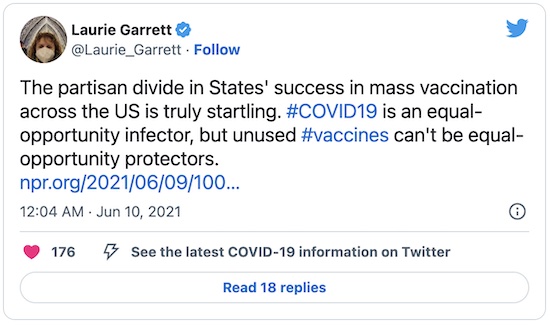 Laurie Garrett
@Laurie_Garrett · Follow
The partisan divide in States' success in mass vaccination
across the US is truly startling. #COVID19 is an equal-
opportunity infector, but unused #vaccines can't be equal-
opportunity protectors.
npr.org/2021/06/09/100...
12:04 AM · Jun 10, 2021
176 See the latest COVID-19 information on Twitter
Read 18 replies